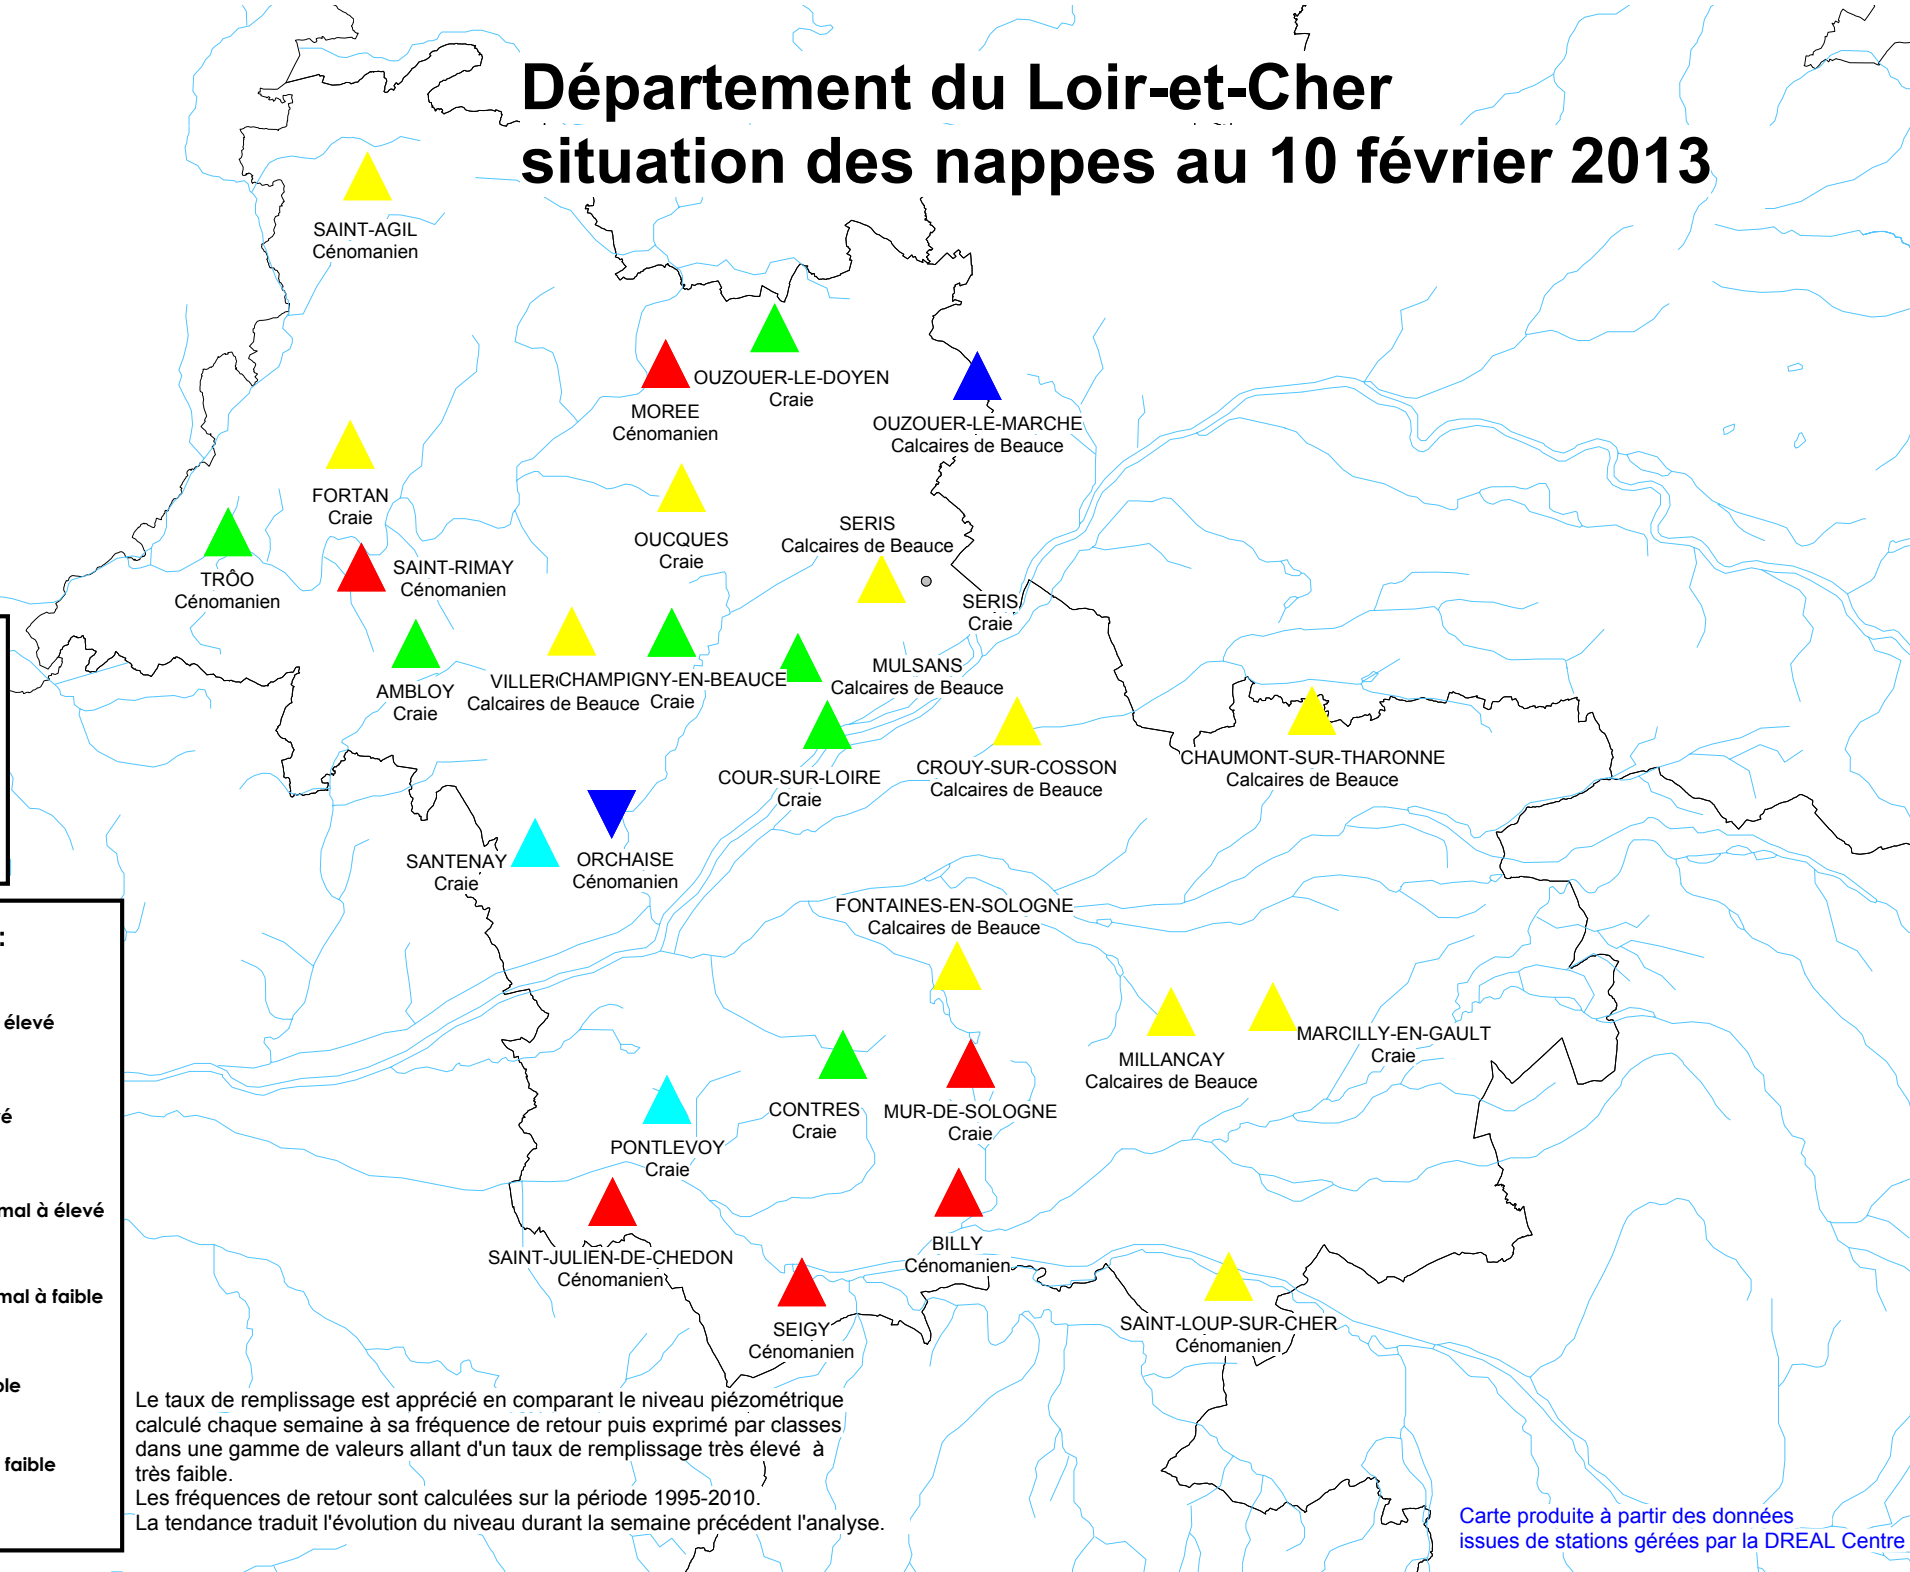 Département du Loir-et-Cher
situation des nappes au 10 février 2013
SAINT-AGIL
Cénomanien
OUZOUER-LE-DOYEN
Craie
MOREE
Cénomanien
OUZOUER-LE-MARCHE
Calcaires de Beauce
FORTAN
Craie
OUCQUES
Craie
SERIS
Calcaires de Beauce
TRÔO
Cénomanien
SAINT-RIMAY
Cénomanien
SERIS
Craie
AMBLOY
Craie
Calcaires de Beauce
CHAMPIGNY-EN-BEAUCE
Craie
MULSANS
Calcaires de Beauce
COUR-SUR-LOIRE
Craie
CROUY-SUR-COSSON
Calcaires de Beauce
CHAUMONT-SUR-THARONNE
Calcaires de Beauce
SANTENAY
Craie
ORCHAISE
Cénomanien
FONTAINES-EN-SOLOGNE
Calcaires de Beauce
MILLANCAY
Calcaires de Beauce
MARCILLY-EN-GAULT
Craie
CONTRES
Craie
MUR-DE-SOLOGNE
Craie
PONTLEVOY
Craie
SAINT-JULIEN-DE-CHEDON
Cénomanien
BILLY
Cénomanien
SEIGY
Cénomanien
SAINT-LOUP-SUR-CHER
Cénomanien
:
élevé
mal à élevé
mal à faible
faible
Le taux de remplissage est apprécié en comparant le niveau piézométrique
calculé chaque semaine à sa fréquence de retour puis exprimé par classes
dans une gamme de valeurs allant d'un taux de remplissage très élevé à
très faible.
Les fréquences de retour sont calculées sur la période 1995-2010.
La tendance traduit l'évolution du niveau durant la semaine précédent l'analyse.
Carte produite à partir des données
issues de stations gérées par la DREAL Centre